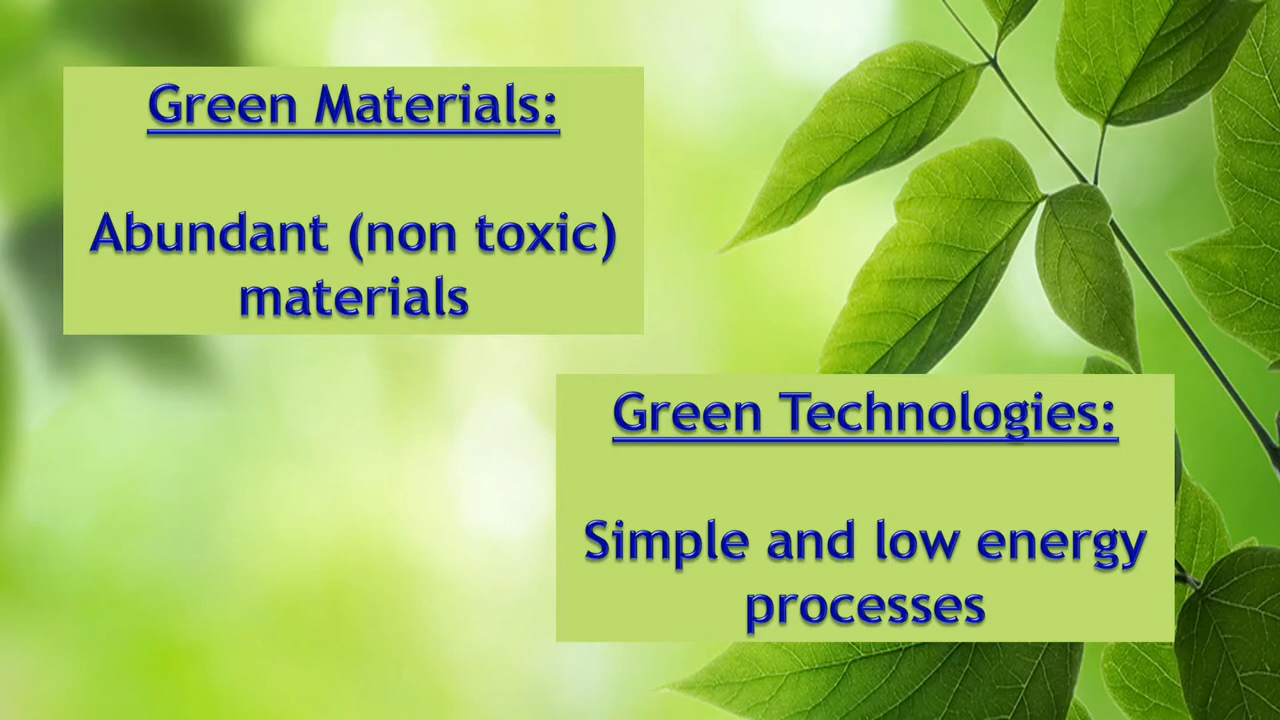 Green Materials:
Abundant (non toxic)
materials
Green Technologies:
Simple and low energy
processes